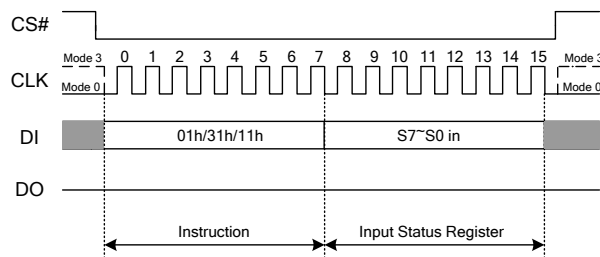 CS#
Mode 3 0 1 2 3 4 5 6 7 8 9 10 11 12 13 14 15 Mode 3
CLK
Mode 0 Mode 0
DI 01h/31h/11h S7~S0 in
DO
Instruction Input Status Register